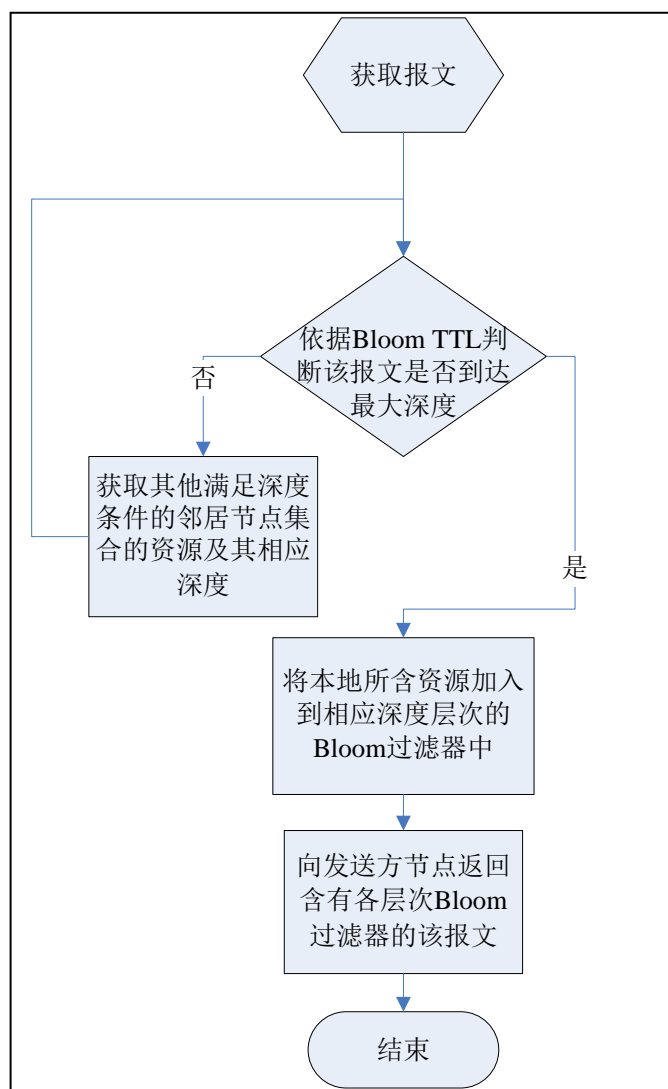 获取报文
依据Bloom TTL判
断该报文是否到达
最大深度
否
获取其他满足深度
条件的邻居节点集
合的资源及其相应
深度
是
将本地所含资源加入
到相应深度层次的
Bloom过滤器中
向发送方节点返回
含有各层次Bloom
过滤器的该报文
结束